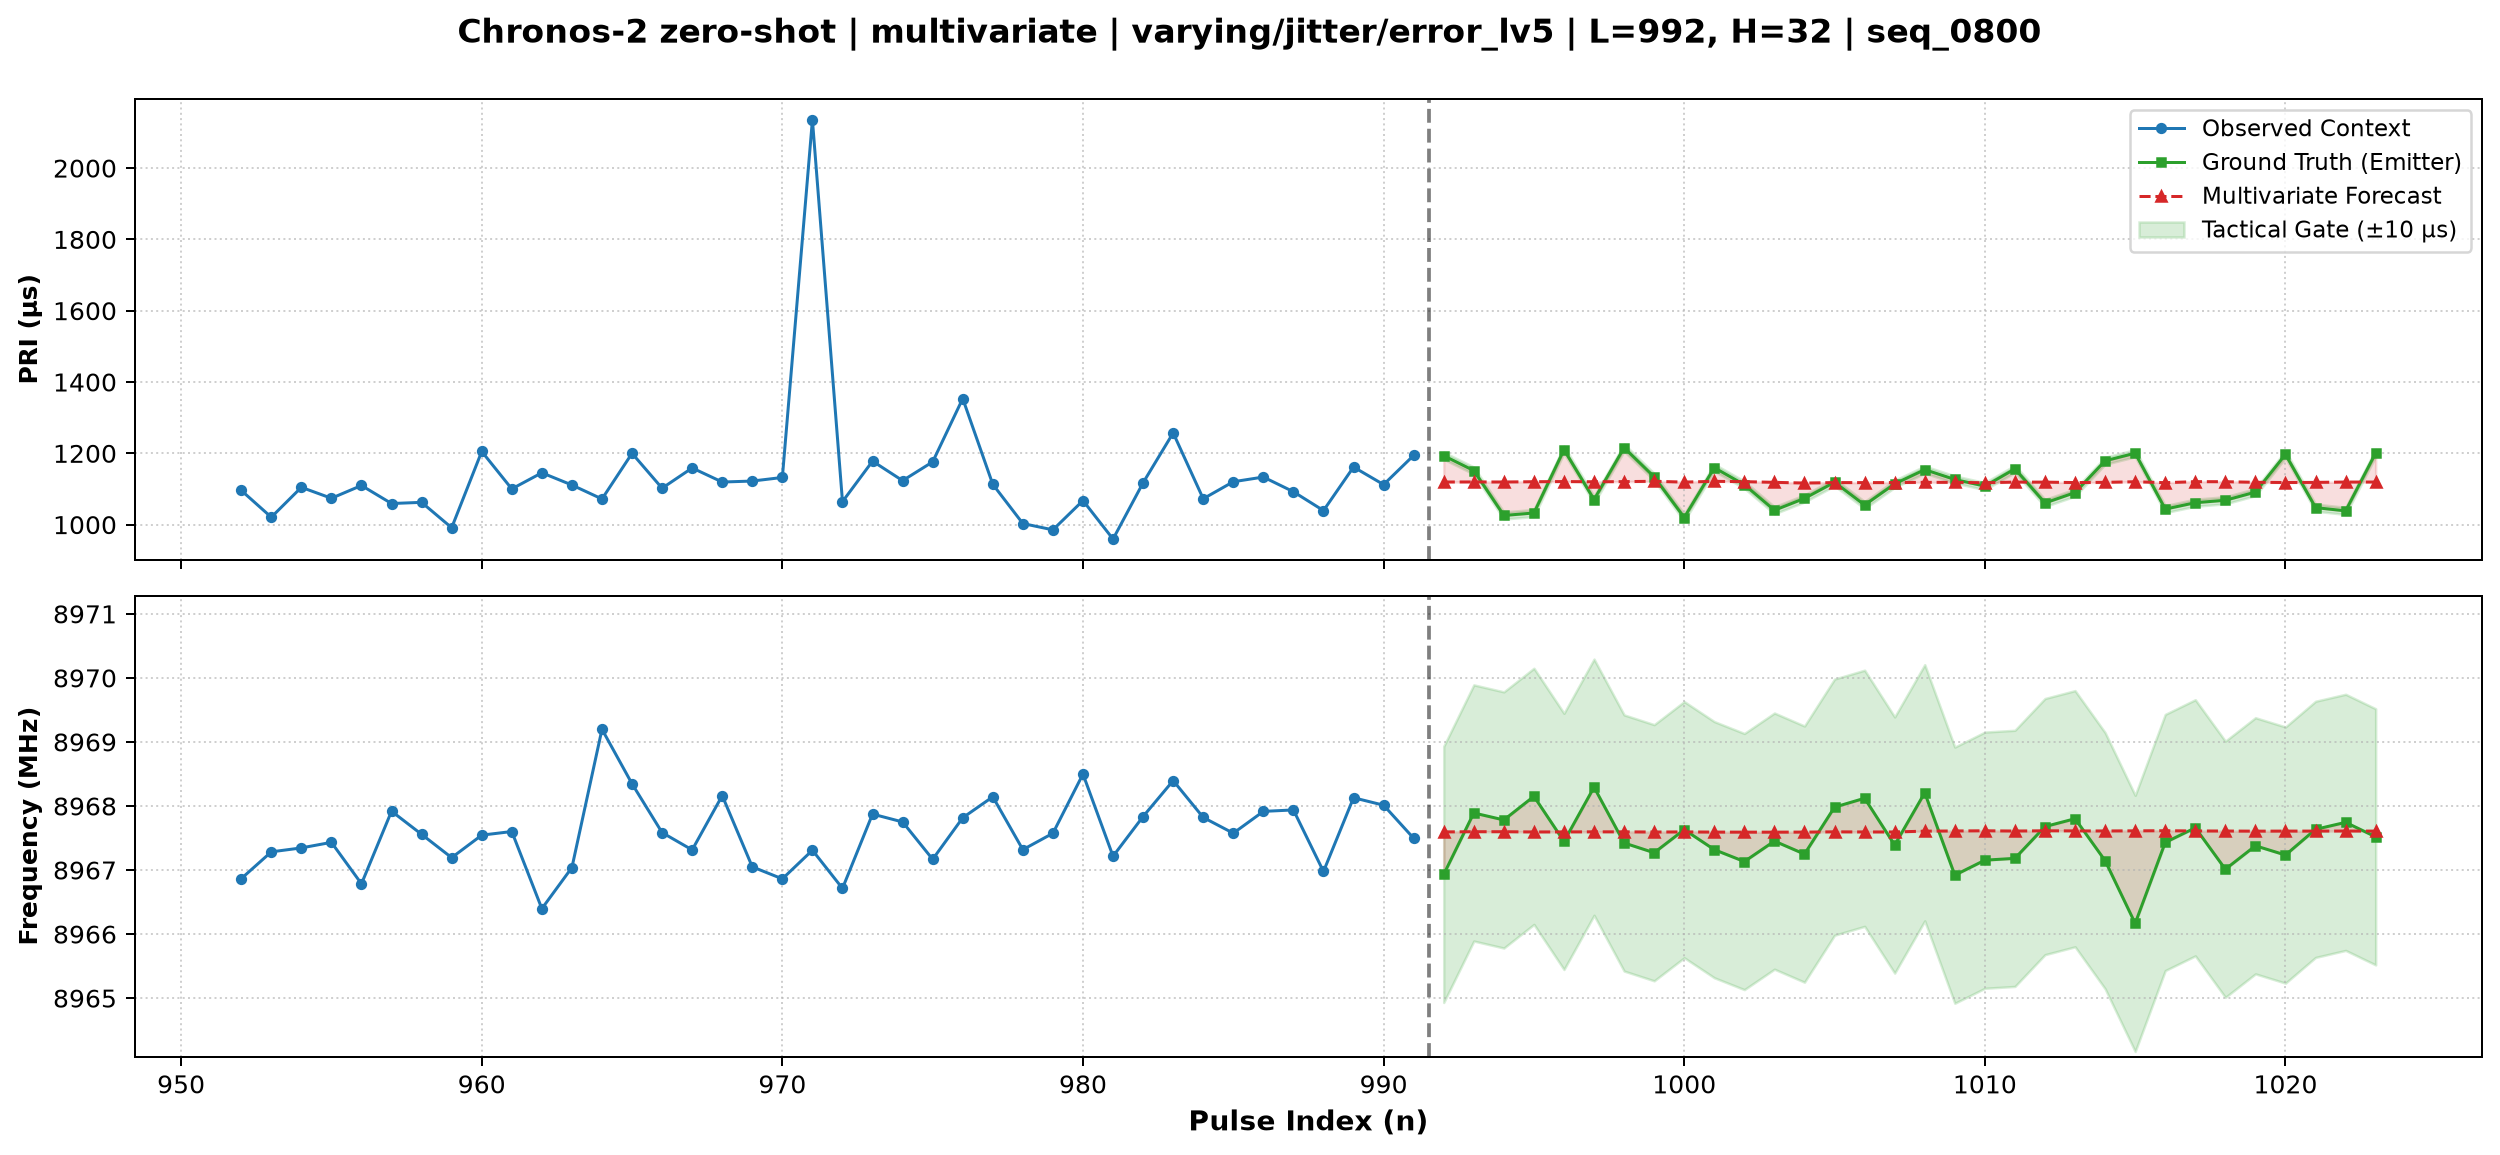 Chronos-2 zero-shot | multivariate | varying/jitter/error_lv5 | L=992, H=32 | seq_0800
PRI (µs)
2000
1800
1600
1400
1200
1000
Observed Context
Ground Truth (Emitter)
Multivariate Forecast
Tactical Gate (±10 µs)
Frequency (MHz)
8971
8970
8969
8968
8967
8966
8965
950 960 970 980 990 1000 1010 1020
Pulse Index (n)